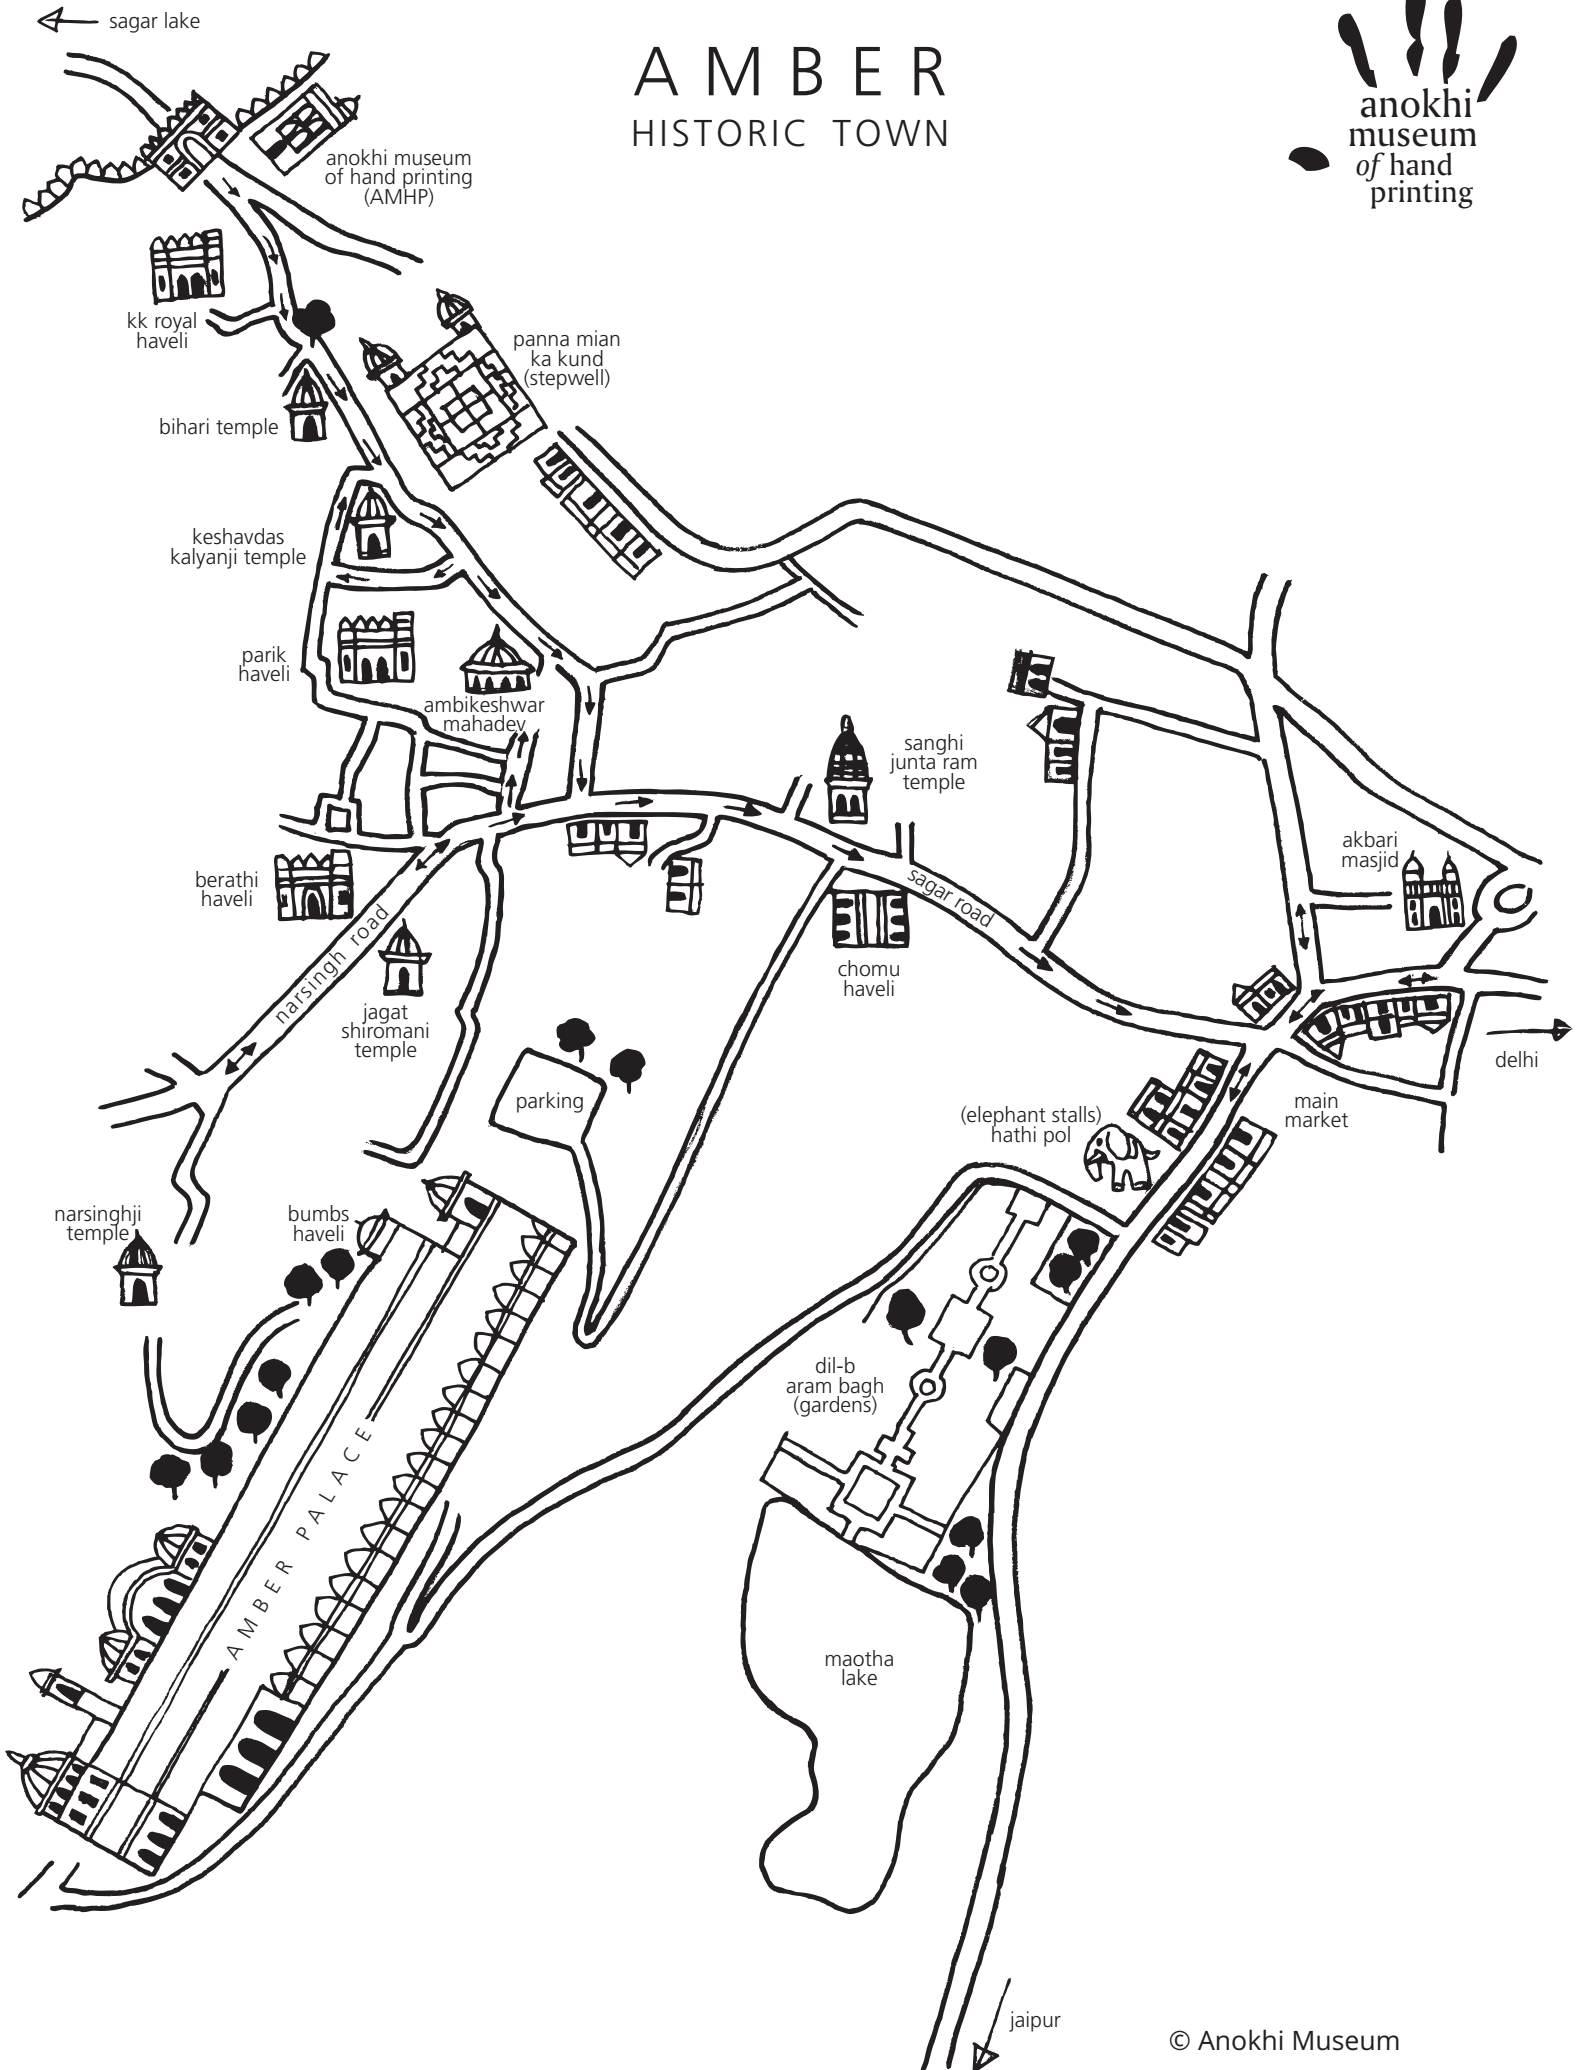 sagar lake
AMBER
HISTORIC TOWN
anokhi
museum
of hand
printing
anokhi museum
of hand printing
(AMHP)
kk royal
haveli
panna mian
ka kund
(stepwell)
bihari temple
keshavdas
kalyanji temple
parik
haveli
ambikeshwar
mahadev
sanghi
junta ram
temple
akbari
masjid
berathi
haveli
sagar road
narsingh road
chomu
haveli
jagat
shiromani
temple
delhi
parking
main
market
(elephant stalls)
hathi pol
narsinghji
temple
bumbs
haveli
dil-b
aram bagh
(gardens)
AMBER PALACE
maotha
lake
jaipur
© Anokhi Museum